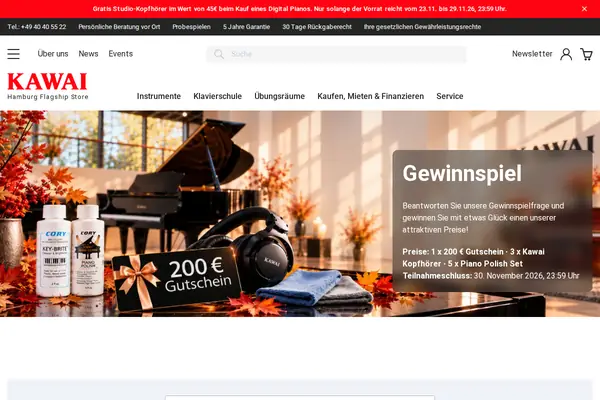 Gratis Studio-Kopfhörer im Wert von 45€ beim Kauf eines Digital Pianos. Nur solange der Vorrat reicht vom 23.11. bis 29.11.26, 23:59 Uhr.
Tel.: +49 40 40 55 22 Persönliche Beratung vor Ort Probespielen 5 Jahre Garantie 30 Tage Rückgaberecht Ihre gesetzlichen Gewährleistungsrechte
Über uns News Events Suche Newsletter
KAWAI
Hamburg Flagship Store
Instrumente Klavierschule Übungsräume Kaufen, Mieten & Finanzieren Service
KAWAI
Gewinnspiel
Beantworten Sie unsere Gewinnspielfrage und
gewinnen Sie mit etwas Glück einen unserer
attraktiven Preise!
Preise: 1 x 200 € Gutschein · 3 x Kawai
Kopfhörer · 5 x Piano Polish Set
Teilnahmeschluss: 30. November 2026, 23:59 Uhr
CORY
KEY-BRITE
CORY
PIANO
POLISH
200 €
Gutschein
KAWAI